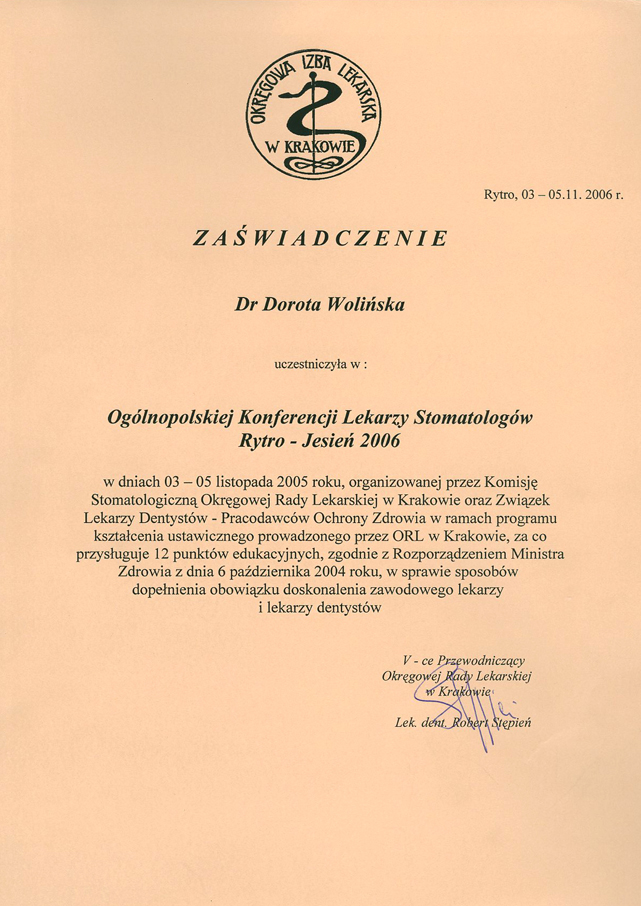 OKRĘGOWA IZBA LEKARSKA
W KRAKOWIE
Rytro, 03 – 05.11. 2006 r.
ZAŚWIADCZENIE
Dr Dorota Wolińska
uczestniczyła w :
Ogólnopolskiej Konferencji Lekarzy Stomatologów
Rytro - Jesień 2006
w dniach 03 – 05 listopada 2005 roku, organizowanej przez Komisję
Stomatologiczną Okręgowej Rady Lekarskiej w Krakowie oraz Związek
Lekarzy Dentystów - Pracodawców Ochrony Zdrowia w ramach programu
kształcenia ustawicznego prowadzonego przez ORL w Krakowie, za co
przysługuje 12 punktów edukacyjnych, zgodnie z Rozporządzeniem Ministra
Zdrowia z dnia 6 października 2004 roku, w sprawie sposobów
dopełnienia obowiązku doskonalenia zawodowego lekarzy
i lekarzy dentystów
V - ce Przewodniczący
Okręgowej Rady Lekarskiej
w Krakowie
Lek. dent. Robert Stępień